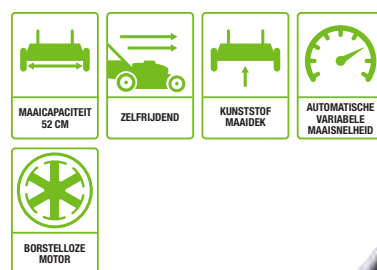 MAAICAPACITEIT
52 CM
ZELFRIJDEND
KUNSTSTOF
MAAIDEK
AUTOMATISCHE
VARIABELE
MAAISNELHEID
BORSTELLOZE
MOTOR